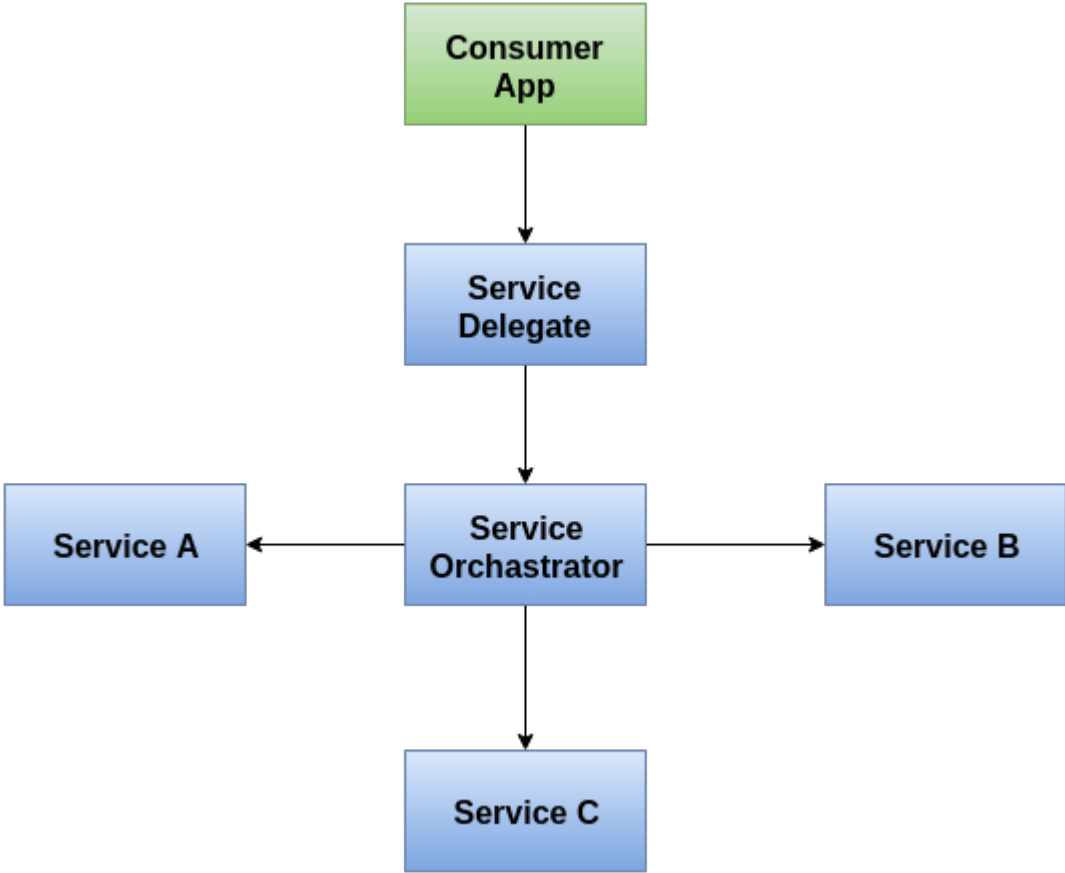 Consumer
App
Service
Delegate
Service A
Service
Orchastrator
Service B
Service C